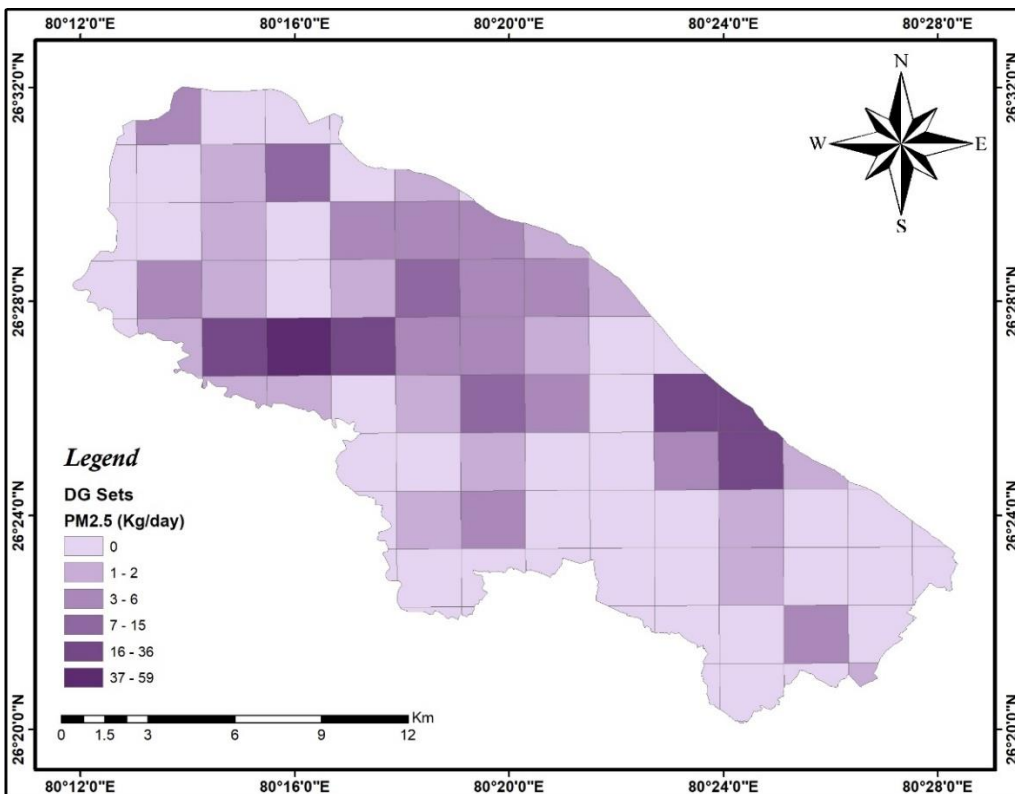 80°12'0"E 80°16'0"E 80°20'0"E 80°24'0"E 80°28'0"E
26°32'0"N 26°32'0"N
N
W E
S
26°28'0"N 26°28'0"N
Legend
DG Sets
PM2.5 (Kg/day)
0
1 - 2
3 - 6
7 - 15
16 - 36
37 - 59
26°24'0"N 26°24'0"N
Km
0 1.5 3 6 9 12
26°20'0"N 26°20'0"N
80°12'0"E 80°16'0"E 80°20'0"E 80°24'0"E 80°28'0"E